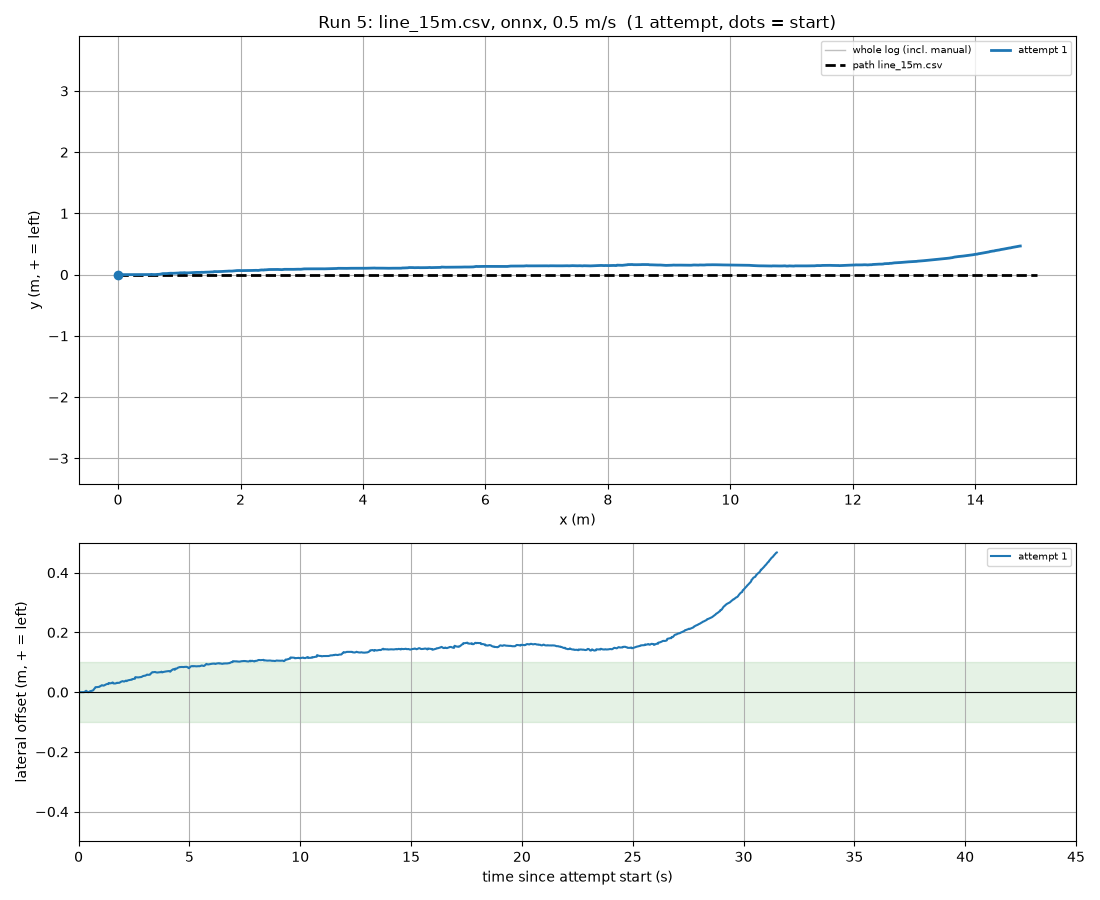 Run 5: line_15m.csv, onnx, 0.5 m/s  (1 attempt, dots = start)
whole log (incl. manual)
path line_15m.csv
attempt 1
3
2
1
0
−1
−2
−3
y (m, + = left)
0 2 4 6 8 10 12 14
x (m)
attempt 1
0.4
0.2
0.0
−0.2
−0.4
lateral offset (m, + = left)
0 5 10 15 20 25 30 35 40 45
time since attempt start (s)